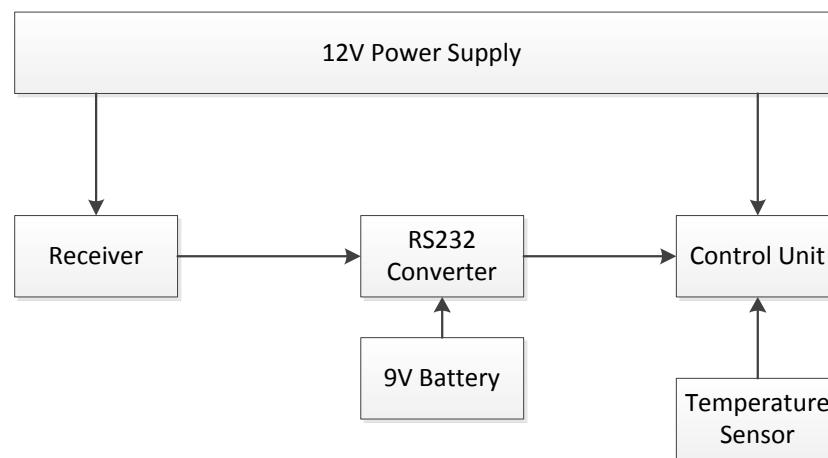 12V Power Supply
Receiver
RS232
Converter
Control Unit
9V Battery
Temperature
Sensor